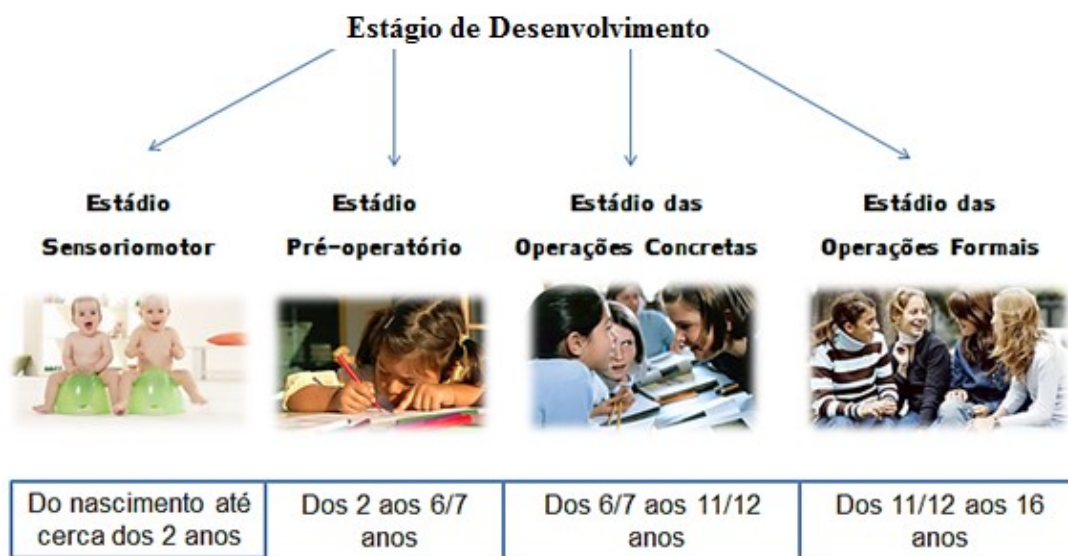 Estágio de Desenvolvimento
Estádio
Sensoriomotor
Estádio
Pré-operatório
Estádio das
Operações Concretas
Estádio das
Operações Formais
Do nascimento até
cerca dos 2 anos
Dos 2 aos 6/7
anos
Dos 6/7 aos 11/12
anos
Dos 11/12 aos 16
anos